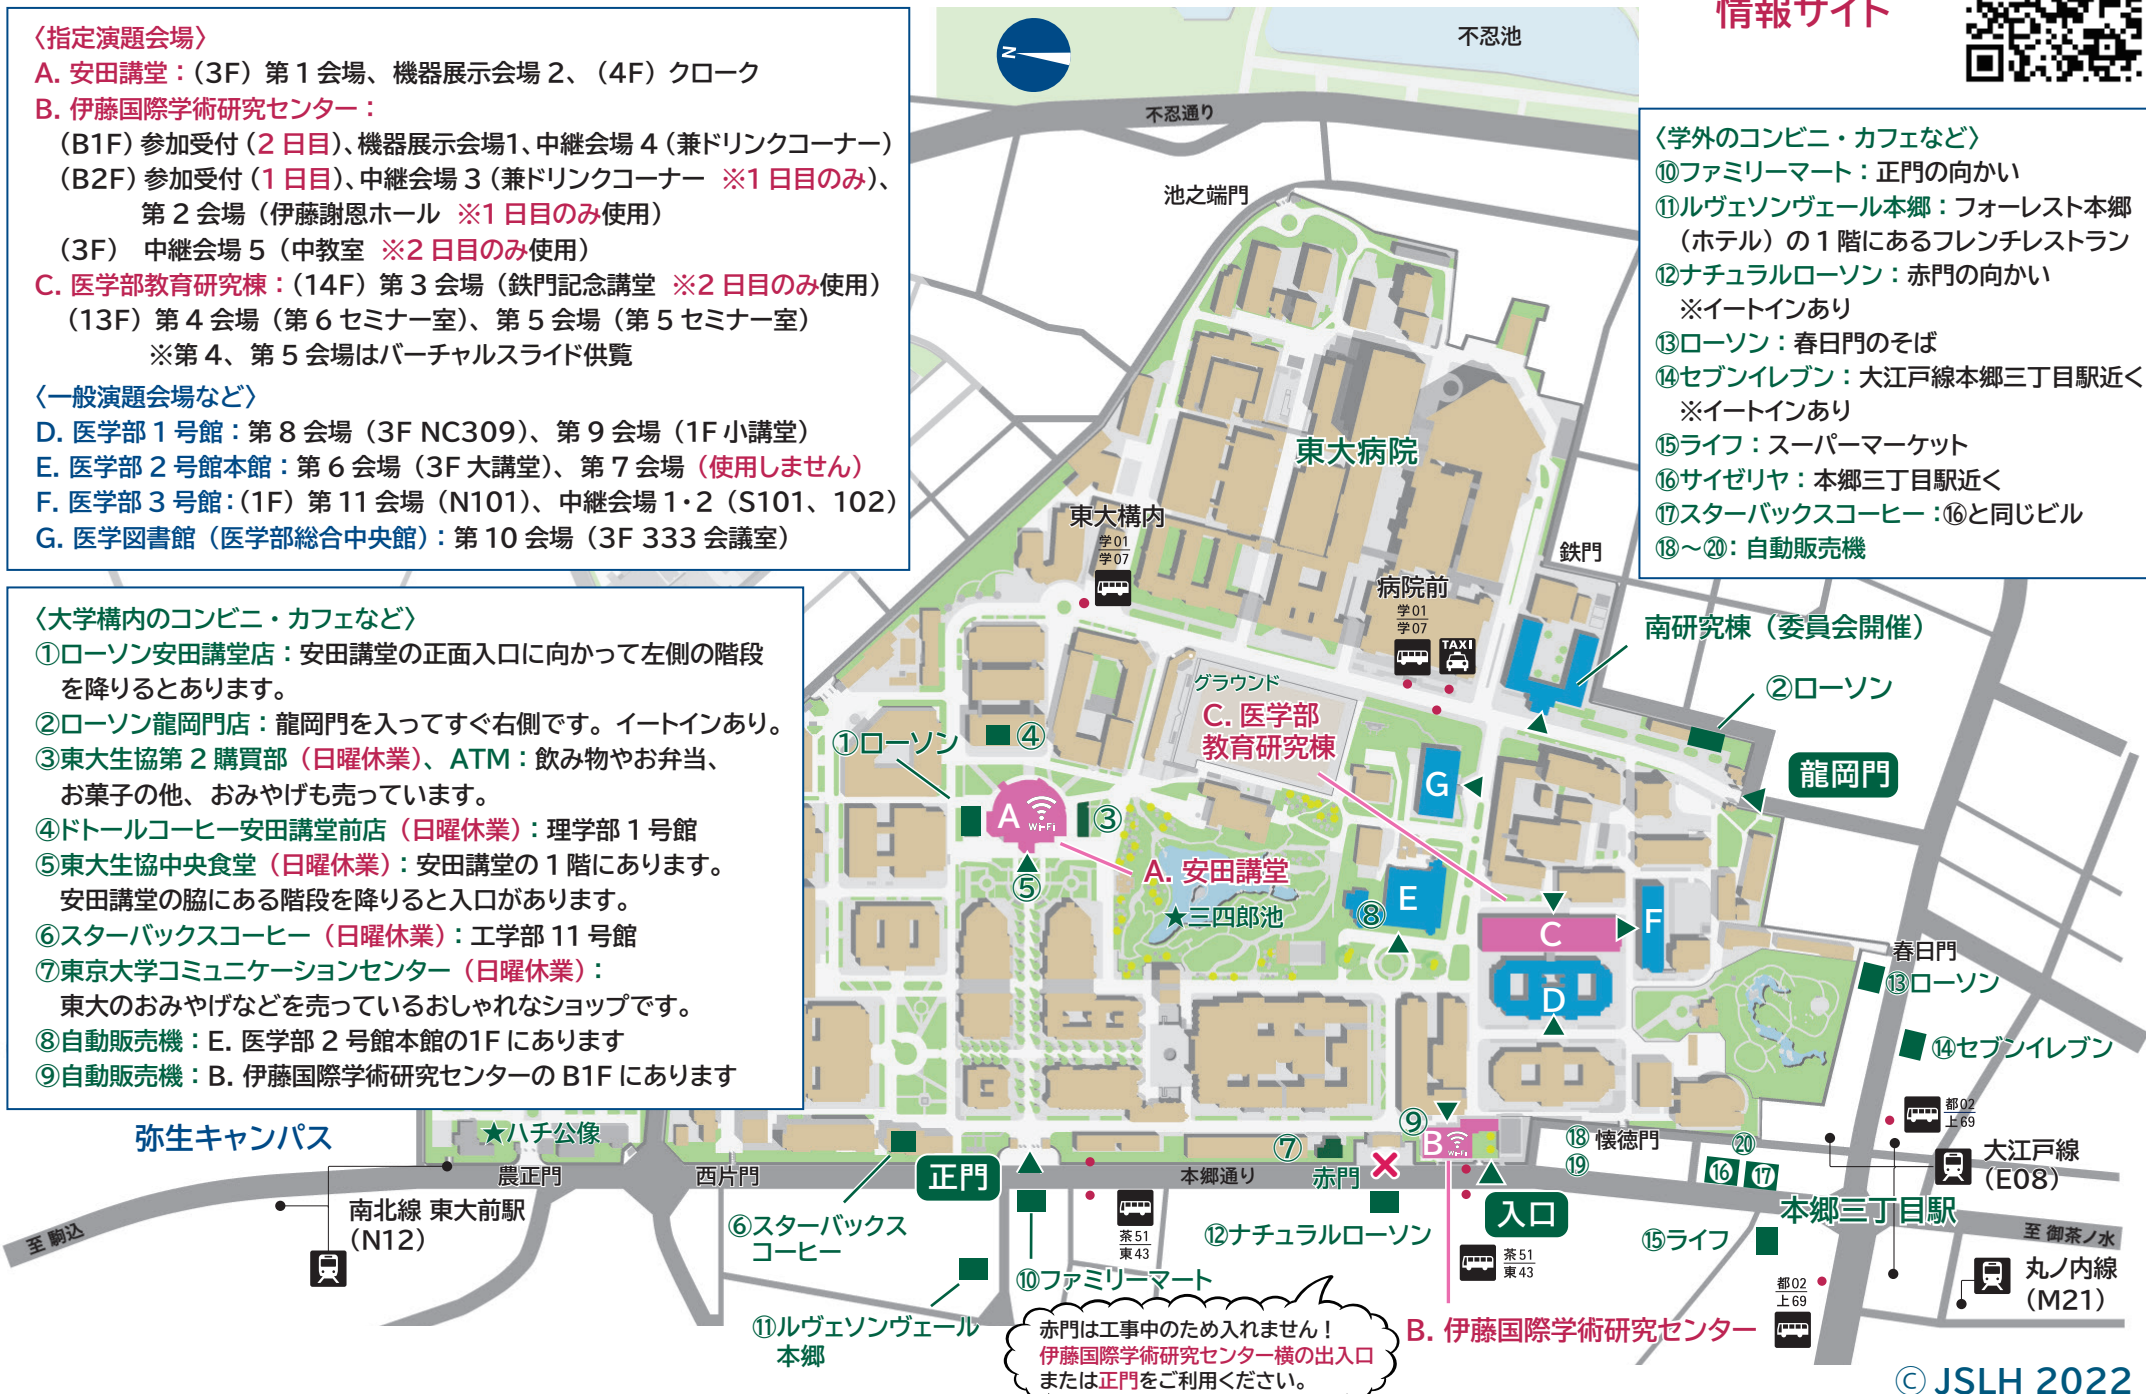 〈指定演題会場〉
A. 安田講堂：（3F）第1会場、機器展示会場2、（4F）クローク
B. 伊藤国際学術研究センター：
（B1F）参加受付（2日目）、機器展示会場1、中継会場4（兼ドリンクコーナー）
（B2F）参加受付（1日目）、中継会場3（兼ドリンクコーナー ※1日目のみ）、
第2会場（伊藤謝恩ホール ※1日目のみ使用）
（3F） 中継会場5（中教室 ※2日目のみ使用）
C. 医学部教育研究棟：（14F）第3会場（鉄門記念講堂 ※2日目のみ使用）
（13F）第4会場（第6セミナー室）、第5会場（第5セミナー室）
※第4、第5会場はバーチャルスライド供覧
〈一般演題会場など〉
D. 医学部1号館：第8会場（3F NC309）、第9会場（1F 小講堂）
E. 医学部2号館本館：第6会場（3F 大講堂）、第7会場（使用しません）
F. 医学部3号館：（1F）第11会場（N101）、中継会場1・2（S101、102）
G. 医学図書館（医学部総合中央館）：第10会場（3F 333会議室）
〈大学構内のコンビニ・カフェなど〉
①ローソン安田講堂店：安田講堂の正面入口に向かって左側の階段
を降りるとあります。
②ローソン龍岡門店：龍岡門を入ってすぐ右側です。イートインあり。
③東大生協第2購買部（日曜休業）、ATM：飲み物やお弁当、
お菓子の他、おみやげも売っています。
④ドトールコーヒー安田講堂前店（日曜休業）：理学部1号館
⑤東大生協中央食堂（日曜休業）：安田講堂の1階にあります。
安田講堂の脇にある階段を降りると入口があります。
⑥スターバックスコーヒー（日曜休業）：工学部11号館
⑦東京大学コミュニケーションセンター（日曜休業）：
東大のおみやげなどを売っているおしゃれなショップです。
⑧自動販売機：E. 医学部2号館本館の1Fにあります
⑨自動販売機：B. 伊藤国際学術研究センターのB1Fにあります
情報サイト
〈学外のコンビニ・カフェなど〉
⑩ファミリーマート：正門の向かい
⑪ルヴェソンヴェール本郷：フォーレスト本郷
（ホテル）の1階にあるフレンチレストラン
⑫ナチュラルローソン：赤門の向かい
※イートインあり
⑬ローソン：春日門のそば
⑭セブンイレブン：大江戸線本郷三丁目駅近く
※イートインあり
⑮ライフ：スーパーマーケット
⑯サイゼリヤ：本郷三丁目駅近く
⑰スターバックスコーヒー：⑯と同じビル
⑱〜⑳：自動販売機
N
不忍池
不忍通り
池之端門
東大病院
東大構内
学01
学07
鉄門
病院前
学01
学07
TAXI
南研究棟（委員会開催）
②ローソン
グラウンド
C. 医学部
教育研究棟
①ローソン
④
龍岡門
G
A
Wi-Fi
③
A. 安田講堂
⑤
★三四郎池
⑧
E
C
F
D
春日門
⑬ローソン
⑭セブンイレブン
都02
上69
弥生キャンパス
★ハチ公像
⑨
B
Wi-Fi
⑦
⑱
懐徳門
⑳
⑲
大江戸線
（E08）
農正門
西片門
正門
本郷通り
赤門
⑯
⑰
入口
本郷三丁目駅
至 駒込
南北線 東大前駅
（N12）
⑥スターバックス
コーヒー
茶51
東43
⑫ナチュラルローソン
⑮ライフ
至 御茶ノ水
茶51
東43
⑩ファミリーマート
丸ノ内線
（M21）
都02
上69
⑪ルヴェソンヴェール
本郷
赤門は工事中のため入れません！
伊藤国際学術研究センター横の出入口
または正門をご利用ください。
B. 伊藤国際学術研究センター
Ⓒ JSLH 2022